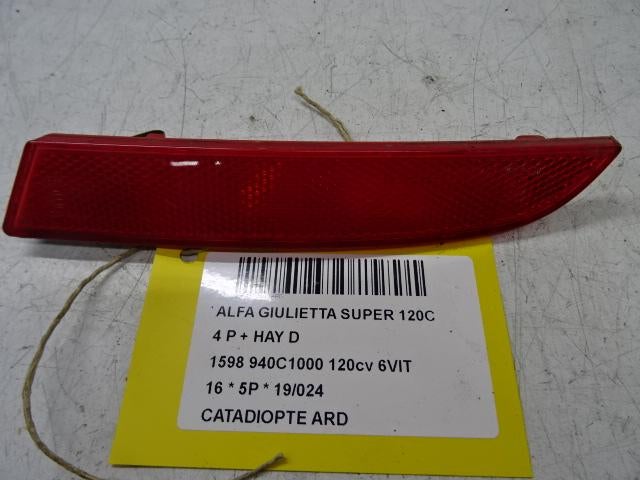 ALFA GIULIETTA SUPER 120C
4 P + HAY D
1598 940C1000 120cv 6VIT
16 * 5P * 19/024
CATADIOPTE ARD